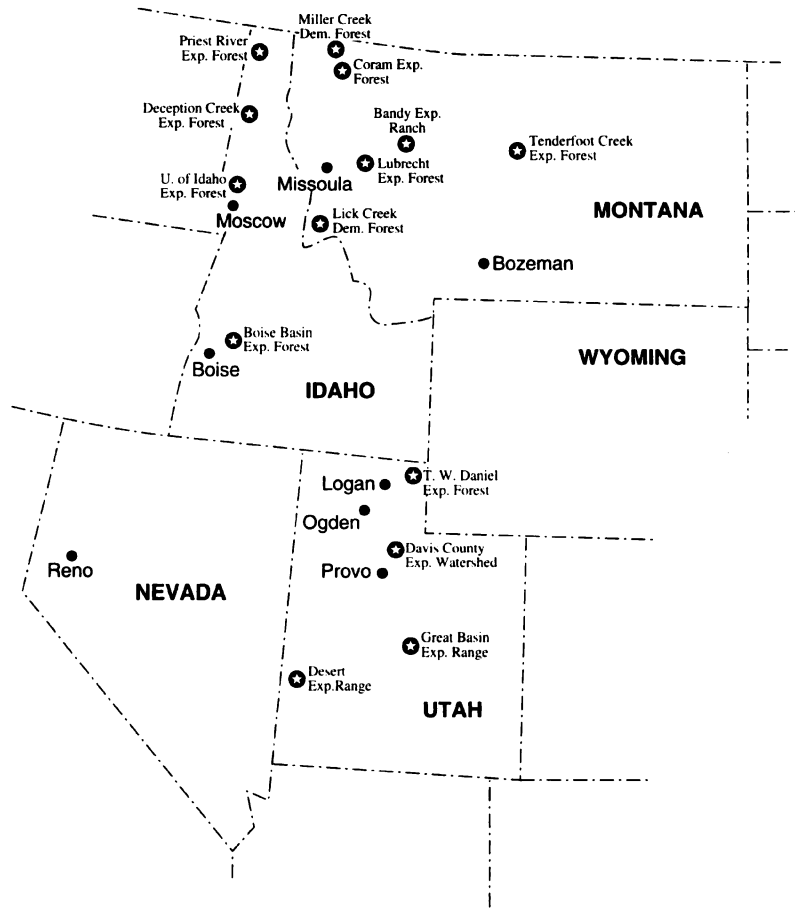 Miller Creek
Dem. Forest
Priest River
Exp. Forest
Coram Exp.
Forest
Deception Creek
Exp. Forest
Bandy Exp.
Ranch
Tenderfoot Creek
Exp. Forest
Lubrecht
Exp. Forest
U. of Idaho
Exp. Forest
Missoula
Moscow
Lick Creek
Dem. Forest
MONTANA
Bozeman
Boise Basin
Exp. Forest
Boise
WYOMING
IDAHO
T. W. Daniel
Exp. Forest
Logan
Ogden
Davis County
Exp. Watershed
Provo
Reno
NEVADA
Great Basin
Exp. Range
Desert
Exp.Range
UTAH